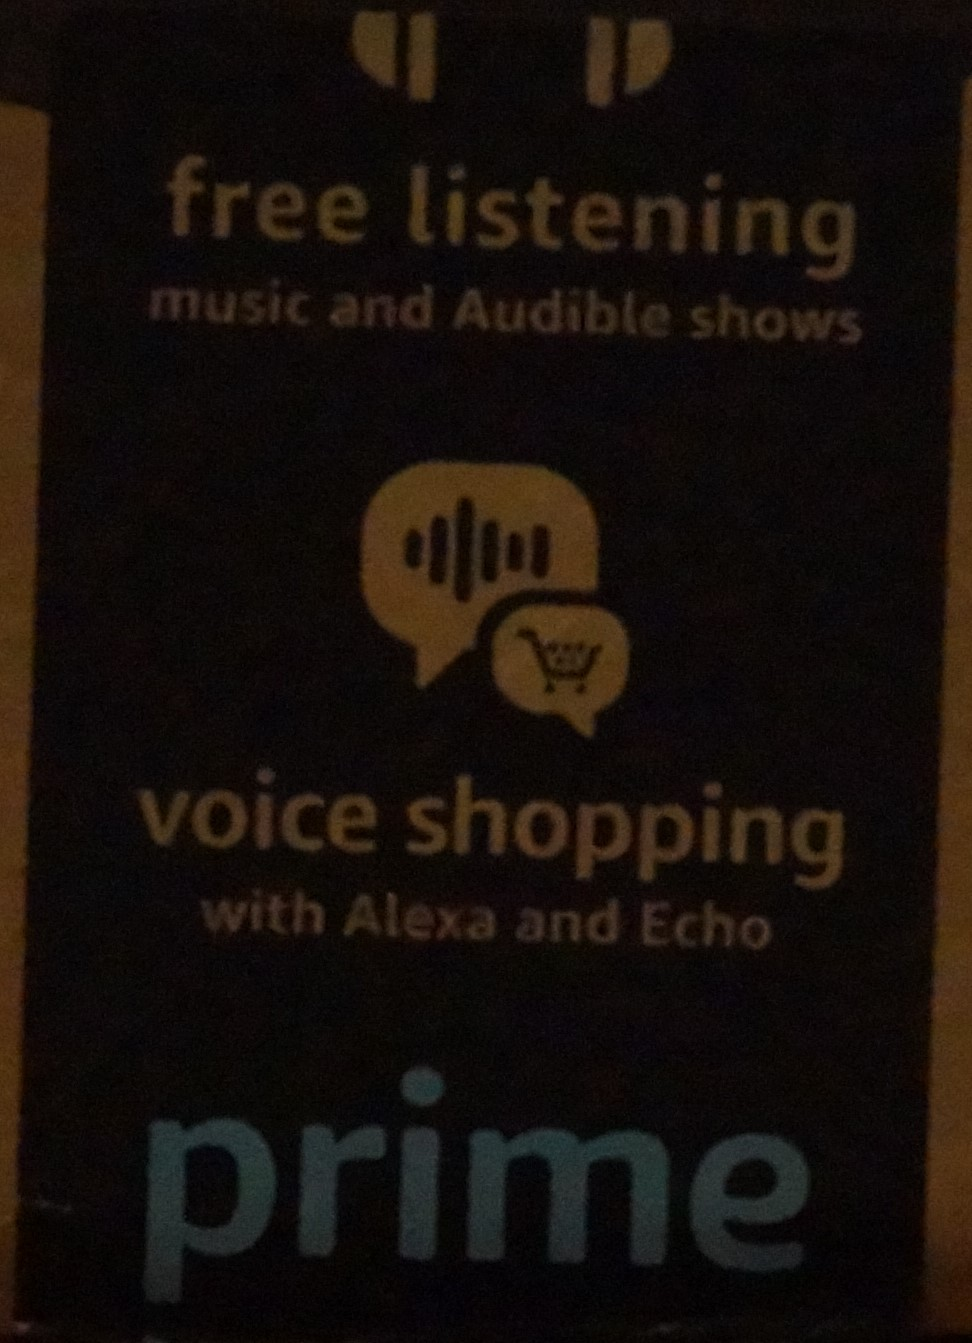 free listening
music and Audible shows
voice shopping
with Alexa and Echo
prime